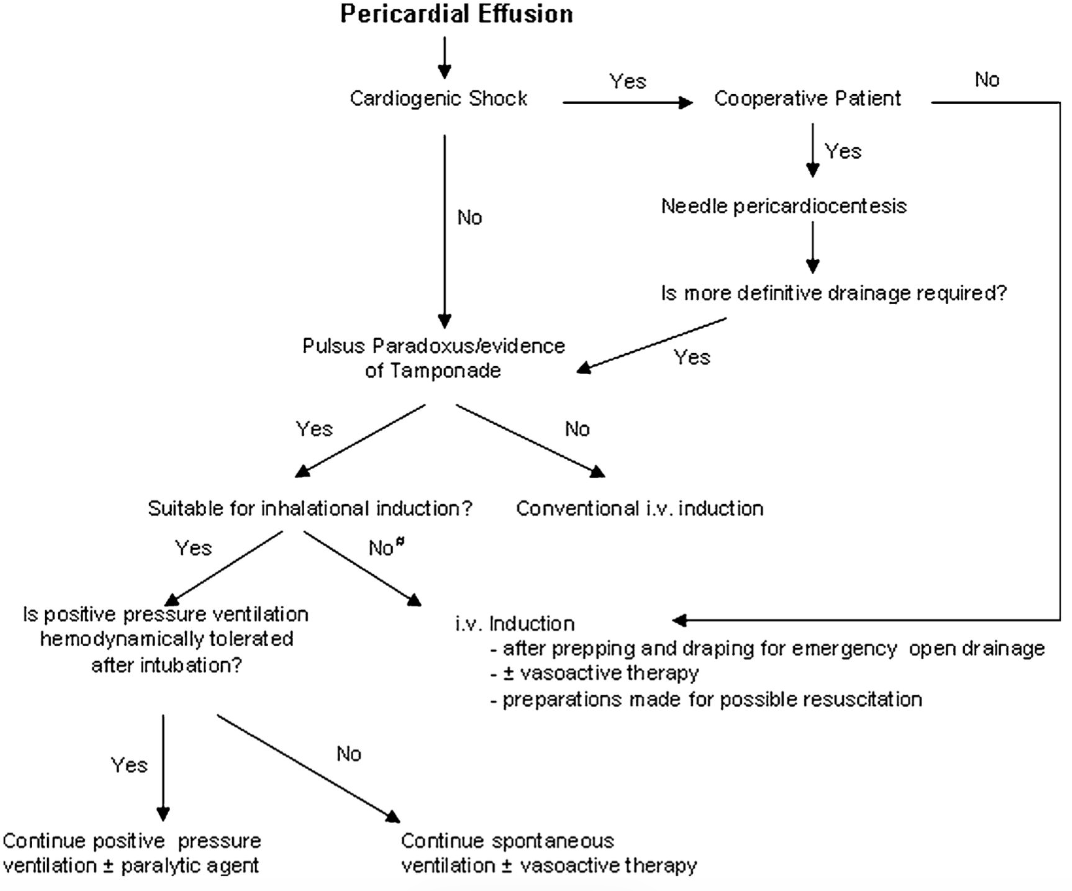 Pericardial Effusion
Cardiogenic Shock
Yes
Cooperative Patient
No
Yes
Needle pericardiocentesis
No
Is more definitive drainage required?
Yes
Pulsus Paradoxus/evidence
of Tamponade
Yes
No
Suitable for inhalational induction?
Conventional i.v. induction
Yes
No#
Is positive pressure ventilation
hemodynamically tolerated
after intubation?
i.v. Induction
- after prepping and draping for emergency open drainage
- ± vasoactive therapy
- preparations made for possible resuscitation
Yes
No
Continue positive pressure
ventilation ± paralytic agent
Continue spontaneous
ventilation ± vasoactive therapy